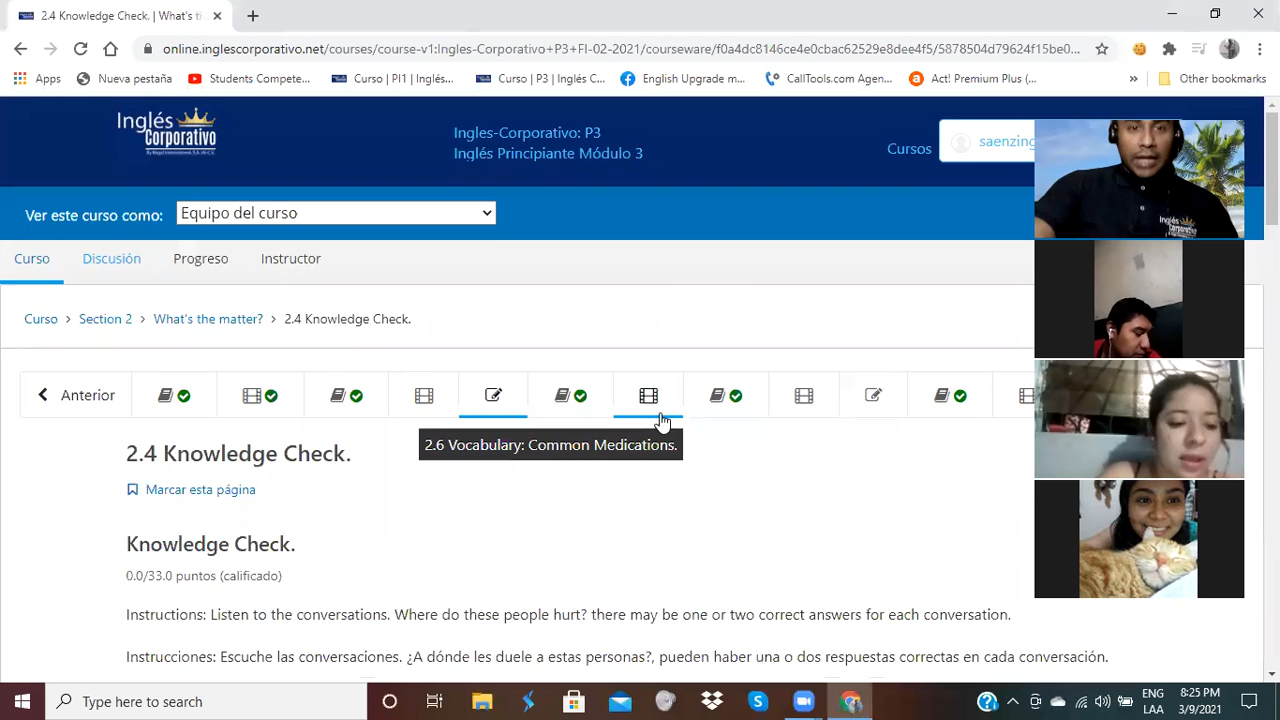 2.4 Knowledge Check. | What's th
online.inglescorporativo.net/courses/course-v1:Ingles-Corporativo+P3+FI-02-2021/courseware/f0a4dc8146ce4e0cbac62529e8dee4f5/5878504d79624f15be0...
Apps Nueva pestaña Students Compete... Curso | PI1 | Inglés... Curso | P3 | Inglés C... English Upgrade m... CallTools.com Agen... Act! Premium Plus (... » Other bookmarks
Inglés
Corporativo
Ingles-Corporativo: P3
Inglés Principiante Módulo 3
Cursos
saenzing
Inglés
Corporativo
Ver este curso como: Equipo del curso
Curso Discusión Progreso Instructor
Curso > Section 2 > What's the matter? > 2.4 Knowledge Check.
Anterior
2.6 Vocabulary: Common Medications.
2.4 Knowledge Check.
Marcar esta página
Knowledge Check.
0.0/33.0 puntos (calificado)
Instructions: Listen to the conversations. Where do these people hurt? there may be one or two correct answers for each conversation.
Instrucciones: Escuche las conversaciones. ¿A dónde les duele a estas personas?, pueden haber una o dos respuestas correctas en cada conversación.
Type here to search
ENG 8:25 PM
LAA 3/9/2021